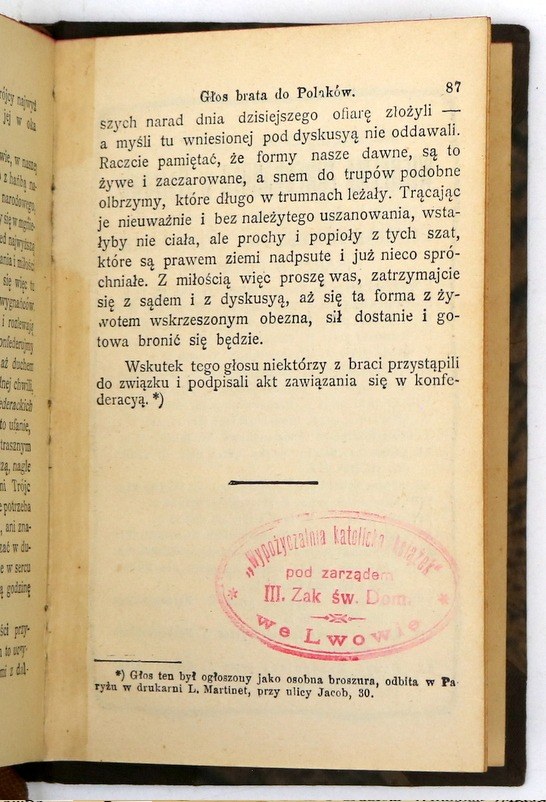 Głos brata do Polaków. 87
szych narad dnia dzisiejszego ofiarę złożyli —
a myśli tu wniesionej pod dyskusyą nie oddawali.
Raczcie pamiętać, że formy nasze dawne, są to
żywe i zaczarowane, a snem do trupów podobne
olbrzymy, które długo w trumnach leżały. Trącając
je nieuważnie i bez należytego uszanowania, wsta-
łyby nie ciała, ale prochy i popioły z tych szat,
które są prawem ziemi nadpsute i już nieco spró-
chniałe. Z miłością więc proszę was, zatrzymajcie
się z sądem i z dyskusyą, aż się ta forma z ży-
wotem wskrzeszonym obezna, sił dostanie i go-
towa bronić się będzie.
Wskutek tego głosu niektórzy z braci przystąpili
do związku i podpisali akt zawiązania się w konfe-
deracyą. *)
„Wypożyczalnia katolicka książek"
pod zarządem
III. Zak św. Dom.
we Lwowie
*) Głos ten był ogłoszony jako osobna broszura, odbita w Pa-
ryżu w drukarni L. Martinet, przy ulicy Jacob, 30.